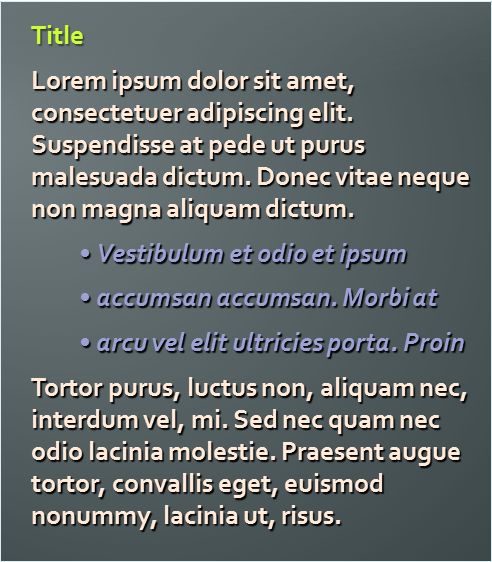 Title
Lorem ipsum dolor sit amet,
consectetuer adipiscing elit.
Suspendisse at pede ut purus
malesuada dictum. Donec vitae neque
non magna aliquam dictum.
• Vestibulum et odio et ipsum
• accumsan accumsan. Morbi at
• arcu vel elit ultricies porta. Proin
Tortor purus, luctus non, aliquam nec,
interdum vel, mi. Sed nec quam nec
odio lacinia molestie. Praesent augue
tortor, convallis eget, euismod
nonummy, lacinia ut, risus.